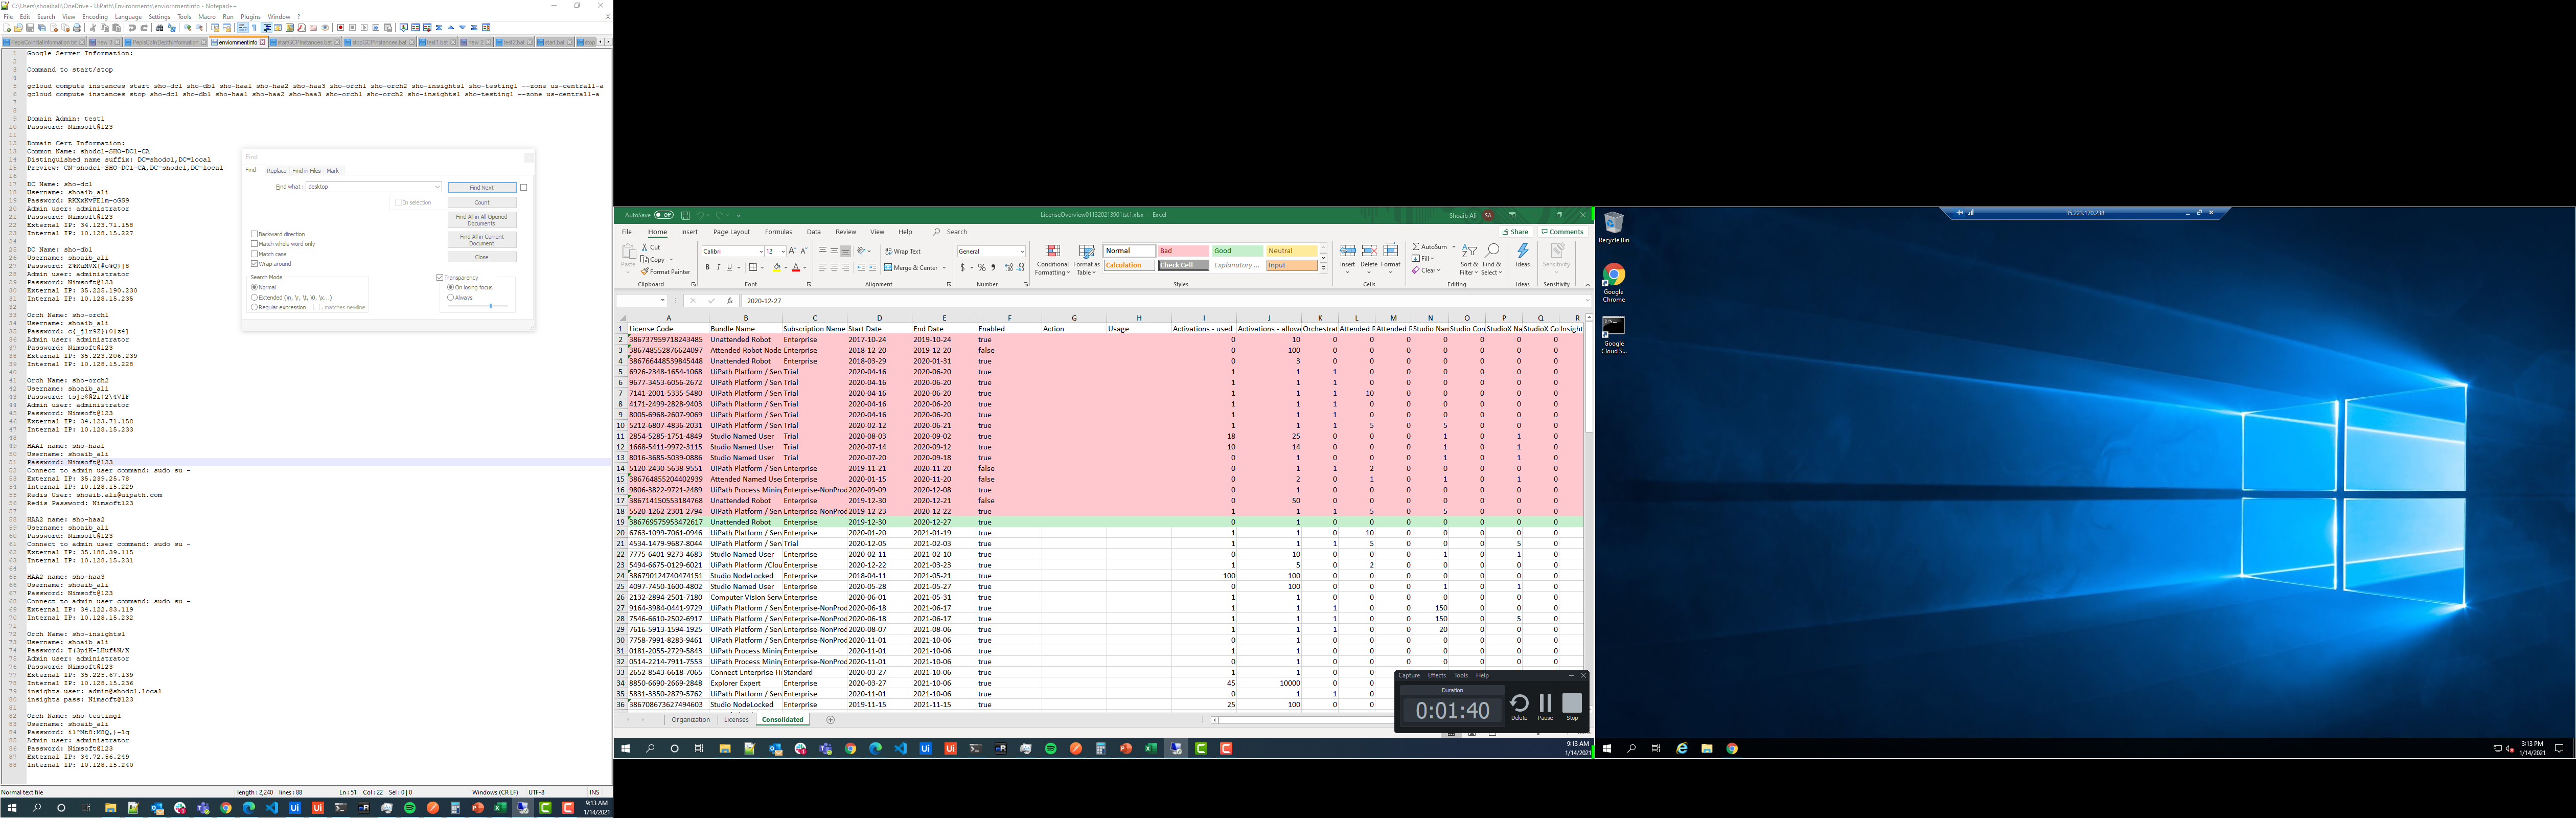 C:\Users\shoaibali\OneDrive - UiPath\Environments\enviornmentinfo - Notepad++
File Edit Search View Encoding Language Settings Tools Macro Run Plugins Window ?
enviornmentinfo
Google Server Information:
Command to start/stop
gcloud compute instances start sho-dc1 sho-db1 sho-haa1 sho-haa2 sho-haa3 sho-orch1 sho-orch2 sho-insights1 sho-testing1 --zone us-central1-a
gcloud compute instances stop sho-dc1 sho-db1 sho-haa1 sho-haa2 sho-haa3 sho-orch1 sho-orch2 sho-insights1 sho-testing1 --zone us-central1-a
Domain Admin: test1
Password: Nimsoft@123
Domain Cert Information:
Common Name: shodc1-SHO-DC1-CA
Distinguished name suffix: DC=shodc1,DC=local
Preview: CN=shodc1-SHO-DC1-CA,DC=shodc1,DC=local
DC Name: sho-dc1
Username: shoaib_ali
Password:
Admin user: administrator
Password: Nimsoft@123
External IP: 34.123.71.158
Internal IP: 10.128.15.227
DC Name: sho-db1
Username: shoaib_ali
Password:
Admin user: administrator
Password: Nimsoft@123
External IP: 35.225.190.230
Internal IP: 10.128.15.235
Orch Name: sho-orch1
Username: shoaib_ali
Password:
Admin user: administrator
Password: Nimsoft@123
External IP: 35.223.206.239
Internal IP: 10.128.15.228
Orch Name: sho-orch2
Username: shoaib_ali
Password:
Admin user: administrator
Password: Nimsoft@123
External IP: 34.123.71.158
Internal IP: 10.128.15.233
HAA1 name: sho-haa1
Username: shoaib_ali
Password: Nimsoft@123
Connect to admin user command: sudo su -
External IP: 35.239.25.78
Internal IP: 10.128.15.229
Redis User: shoaib.ali@uipath.com
Redis Password: Nimsoft123
HAA2 name: sho-haa2
Username: shoaib_ali
Password: Nimsoft@123
Connect to admin user command: sudo su -
External IP: 35.188.39.115
Internal IP: 10.128.15.231
HAA2 name: sho-haa3
Username: shoaib_ali
Password: Nimsoft@123
Connect to admin user command: sudo su -
External IP: 34.122.83.119
Internal IP: 10.128.15.232
Orch Name: sho-insights1
Username: shoaib_ali
Password:
Admin user: administrator
Password: Nimsoft@123
External IP: 35.225.67.139
Internal IP: 10.128.15.236
insights user: admin@shodc1.local
insights pass: Nimsoft@123
Orch Name: sho-testing1
Username: shoaib_ali
Password:
Admin user: administrator
Password: Nimsoft@123
External IP: 34.72.56.249
Internal IP: 10.128.15.240
Find
Find Replace Find in Files Mark
Find what : desktop
Find Next
In selection
Count
Find All in All Opened Documents
Find All in Current Document
Close
Backward direction
Match whole word only
Match case
Wrap around
Search Mode
Normal
Extended (\n, \r, \t, \0, \x...)
Regular expression
. matches newline
Transparency
On losing focus
Always
Normal text file
length : 2,240 lines : 88
Ln : 51 Col : 22 Sel : 0 | 0
Windows (CR LF)
UTF-8
INS
9:13 AM
1/14/2021
AutoSave Off
LicenseOverview011320213981tst1.xlsx - Excel
Shoaib Ali SA
File Home Insert Page Layout Formulas Data Review View Help Search
Share Comments
Paste Cut Copy Format Painter
Clipboard
Calibri 12
Font
Wrap Text
Merge & Center
Alignment
General
Number
Conditional Formatting Format as Table
Normal Bad Good Neutral
Calculation Check Cell Explanatory ... Input
Styles
Insert Delete Format
Cells
AutoSum Fill Clear Sort & Filter Find & Select
Editing
Ideas
Sensitivity
2020-12-27
A B C D E F G H I J K L M N O P Q R
License Code Bundle Name Subscription Name Start Date End Date Enabled Action Usage Activations - used Activations - allowe Orchestrat Attended F Attended F Studio Nan Studio Con StudioX Na StudioX Co Insight
386737959718243485 Unattended Robot Enterprise 2017-10-24 2019-10-24 true 0 10 0 0 0 0 0 0 0
386748552876624097 Attended Robot Node Enterprise 2018-12-20 2019-12-20 false 0 100 0 0 0 0 0 0 0
386766448539845448 Unattended Robot Enterprise 2018-03-29 2020-01-31 true 0 3 0 0 0 0 0 0 0
6926-2348-1654-1068 UiPath Platform / Serv Trial 2020-04-16 2020-06-20 true 1 1 1 0 0 0 0 0 0
9677-3453-6056-2672 UiPath Platform / Serv Trial 2020-04-16 2020-06-20 true 1 1 1 0 0 0 0 0 0
7141-2001-5335-5480 UiPath Platform / Serv Trial 2020-04-16 2020-06-20 true 1 1 1 10 0 0 0 0 0
4171-2499-2828-9403 UiPath Platform / Serv Trial 2020-04-16 2020-06-20 true 1 1 1 0 0 0 0 0 0
8005-6968-2607-9069 UiPath Platform / Serv Trial 2020-04-16 2020-06-20 true 1 1 1 0 0 0 0 0 0
5212-6807-4836-2031 UiPath Platform / Serv Trial 2020-02-12 2020-06-21 true 1 1 1 5 0 5 0 0 0
2854-5285-1751-4849 Studio Named User Trial 2020-08-03 2020-09-02 true 18 25 0 0 0 1 0 1 0
1668-5411-9972-3115 Studio Named User Trial 2020-07-14 2020-09-12 true 10 14 0 0 0 1 0 1 0
8016-3685-5039-0886 Studio Named User Trial 2020-07-20 2020-09-18 true 0 1 0 0 0 1 0 1 0
5120-2430-5638-9551 UiPath Platform / Serv Enterprise 2019-11-21 2020-11-20 false 0 1 1 2 0 0 0 0 0
386764855204402939 Attended Named User Enterprise 2020-01-15 2020-11-20 false 0 2 0 1 0 1 0 1 0
9806-3822-9721-2489 UiPath Process Mining Enterprise-NonProd 2020-09-09 2020-12-08 true 0 1 0 0 0 0 0 0 0
386714150553184768 Unattended Robot Enterprise 2019-12-30 2020-12-21 false 0 50 0 0 0 0 0 0 0
5520-1262-2301-2794 UiPath Platform / Serv Enterprise-NonProd 2019-12-23 2020-12-22 true 1 1 1 5 0 5 0 0 0
386769575953472617 Unattended Robot Enterprise 2019-12-30 2020-12-27 true 0 1 0 0 0 0 0 0 0
6763-1099-7061-0946 UiPath Platform / Serv Enterprise 2020-01-20 2021-01-19 true 1 1 0 10 0 0 0 0 0
4534-1479-9687-8044 UiPath Platform / Serv Trial 2020-12-05 2021-02-03 true 1 1 1 5 0 0 0 5 0
7775-6401-9273-4683 Studio Named User Enterprise 2020-02-11 2021-02-10 true 0 10 0 0 0 1 0 1 0
5494-6675-0129-6021 UiPath Platform /Clou Enterprise 2020-12-22 2021-03-23 true 1 5 0 2 0 0 0 0 0
386790124740474151 Studio NodeLocked Enterprise 2018-04-11 2021-05-21 true 100 100 0 0 0 0 0 0 0
4097-7450-1600-4802 Studio Named User Enterprise 2020-05-28 2021-05-27 true 0 100 0 0 0 1 0 1 0
2132-2894-2501-7180 Computer Vision Serve Enterprise 2020-06-01 2021-05-31 true 1 1 0 0 0 0 0 0 0
9164-3984-0441-9729 UiPath Platform / Serv Enterprise-NonProd 2020-06-18 2021-06-17 true 1 1 1 0 0 150 0 0 0
7546-6610-2502-6917 UiPath Platform / Serv Enterprise 2020-06-18 2021-06-17 true 1 1 1 0 0 150 0 5 0
7616-5913-1594-1925 UiPath Platform / Serv Enterprise-NonProd 2020-08-07 2021-08-06 true 1 1 1 0 0 20 0 0 0
7758-7991-8283-9461 UiPath Platform / Serv Enterprise-NonProd 2020-11-01 2021-10-06 true 0 1 0 0 0 0 0 0 0
0181-2055-2729-5843 UiPath Process Mining Enterprise 2020-11-01 2021-10-06 true 1 1 0 0 0 0 0 0 0
0514-2214-7911-7553 UiPath Process Mining Enterprise-NonProd 2020-11-01 2021-10-06 true 0 1 0 0 0 0 0 0 0
2652-8543-6618-7065 Connect Enterprise Hu Standard 2020-03-27 2021-10-06 true 1 1 0 0
8850-6690-2669-2848 Explorer Expert Enterprise 2020-03-27 2021-10-06 true 45 10000 0 0
5831-3350-2879-5762 UiPath Platform / Serv Enterprise 2020-11-01 2021-10-06 true 0 1 1 0
386708673627494603 Studio NodeLocked Enterprise 2019-11-15 2021-11-15 true 25 100 0 0
Organization Licenses Consolidated
Capture Effects Tools Help
Duration
0:01:40
Delete Pause Stop
9:13 AM
1/14/2021
35.223.170.238
Recycle Bin
Google Chrome
Google Cloud S...
3:13 PM
1/14/2021